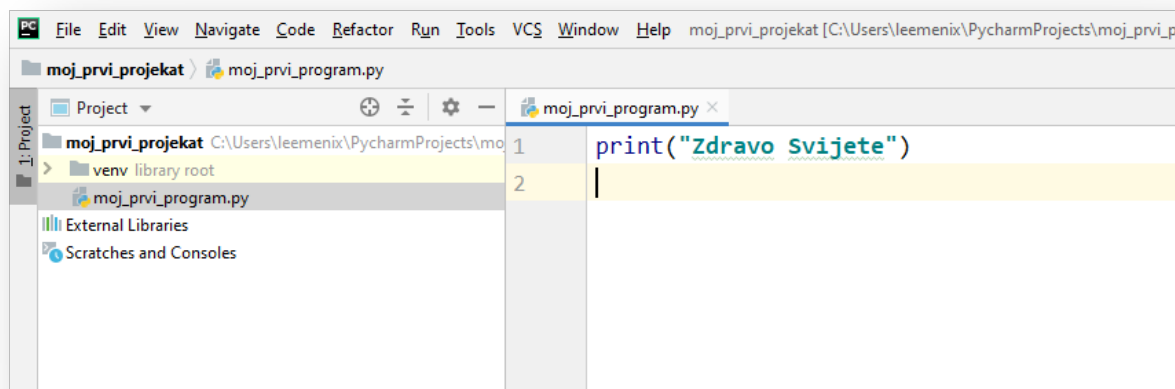 PC File Edit View Navigate Code Refactor Run Tools VCS Window Help moj_prvi_projekat [C:\Users\leemenix\PycharmProjects\moj_prvi_p
moj_prvi_projekat moj_prvi_program.py
1: Project
Project
moj_prvi_program.py
moj_prvi_projekat C:\Users\leemenix\PycharmProjects\mo
venv library root
moj_prvi_program.py
External Libraries
Scratches and Consoles
1 print("Zdravo Svijete")
2